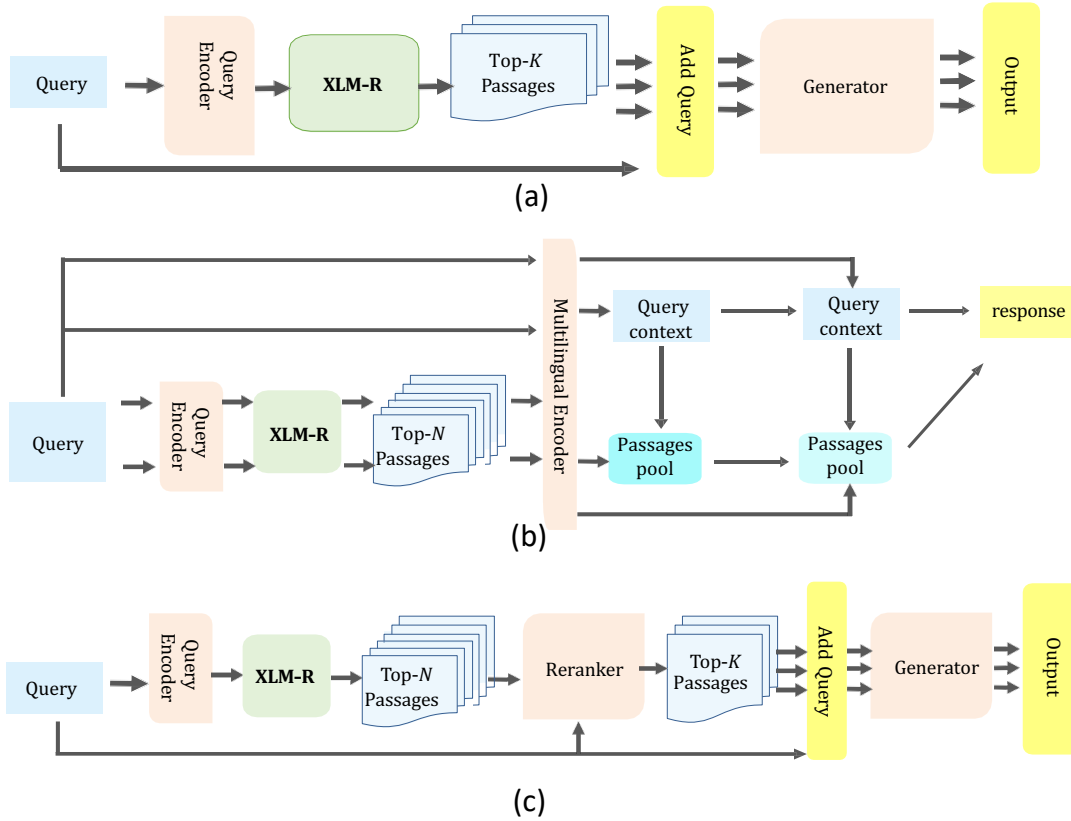 Query
Query
Encoder
XLM-R
Top-K
Passages
Add Query
Generator
Output
(a)
Query
Query
Encoder
XLM-R
Top-N
Passages
Multilingual Encoder
Query
context
Query
context
response
Passages
pool
Passages
pool
(b)
Query
Query
Encoder
XLM-R
Top-N
Passages
Reranker
Top-K
Passages
Add Query
Generator
Output
(c)